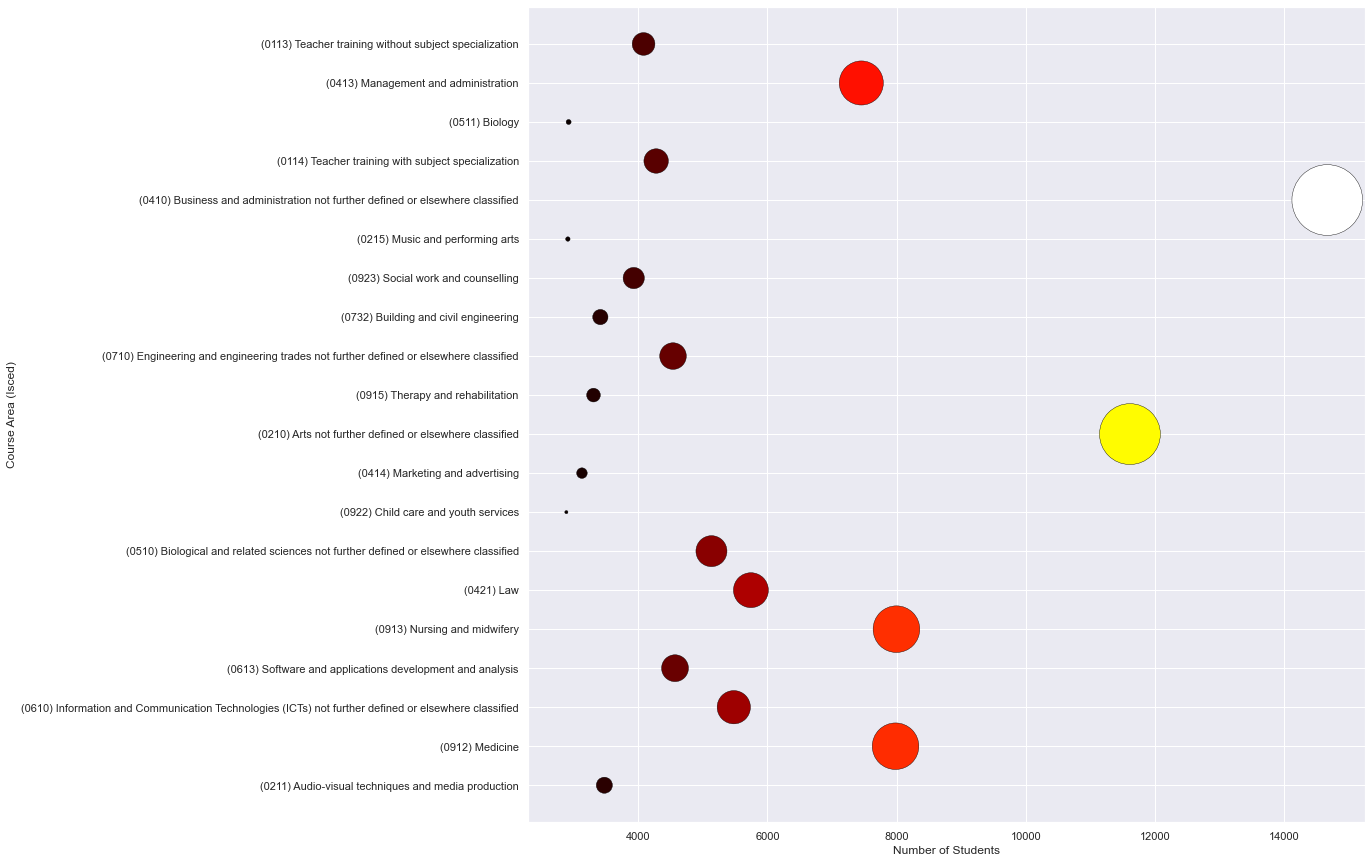 (0113) Teacher training without subject specialization
(0413) Management and administration
(0511) Biology
(0114) Teacher training with subject specialization
(0410) Business and administration not further defined or elsewhere classified
(0215) Music and performing arts
(0923) Social work and counselling
(0732) Building and civil engineering
(0710) Engineering and engineering trades not further defined or elsewhere classified
(0915) Therapy and rehabilitation
(0210) Arts not further defined or elsewhere classified
(0414) Marketing and advertising
(0922) Child care and youth services
(0510) Biological and related sciences not further defined or elsewhere classified
(0421) Law
(0913) Nursing and midwifery
(0613) Software and applications development and analysis
(0610) Information and Communication Technologies (ICTs) not further defined or elsewhere classified
(0912) Medicine
(0211) Audio-visual techniques and media production
Course Area (Isced)
4000 6000 8000 10000 12000 14000
Number of Students